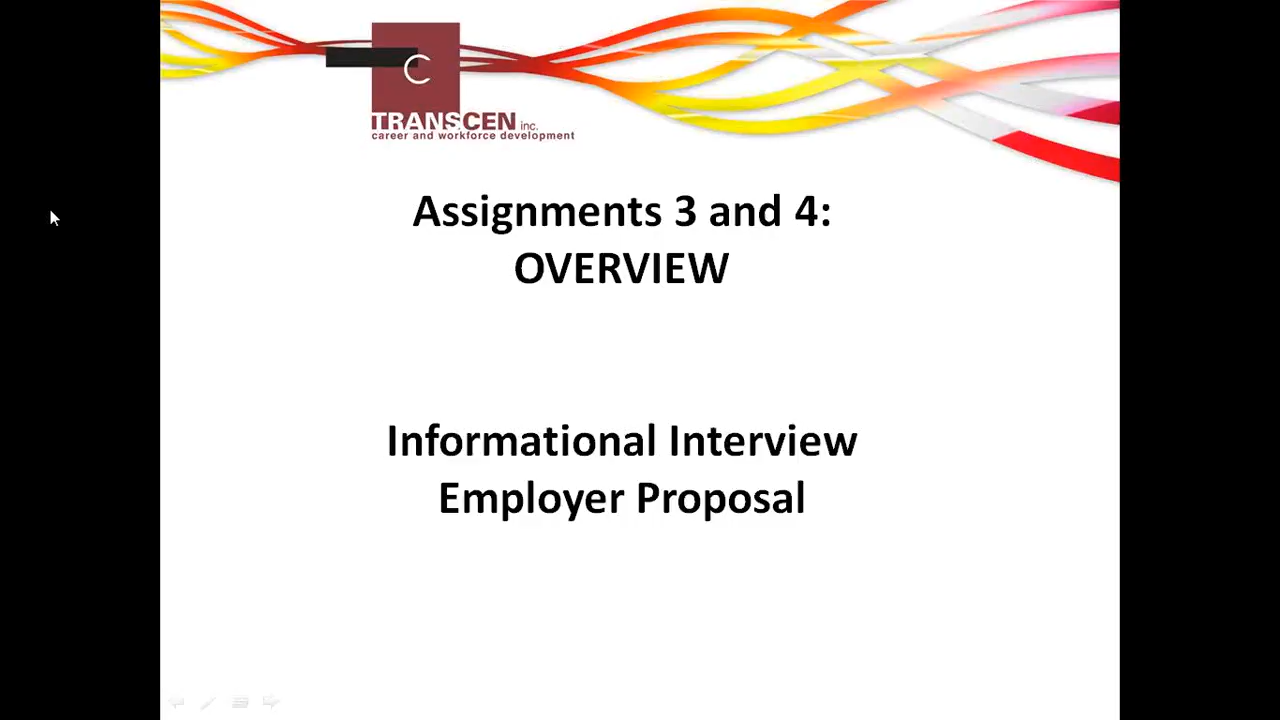 C
TRANSCEN inc.
career and workforce development
Assignments 3 and 4:
OVERVIEW
Informational Interview
Employer Proposal